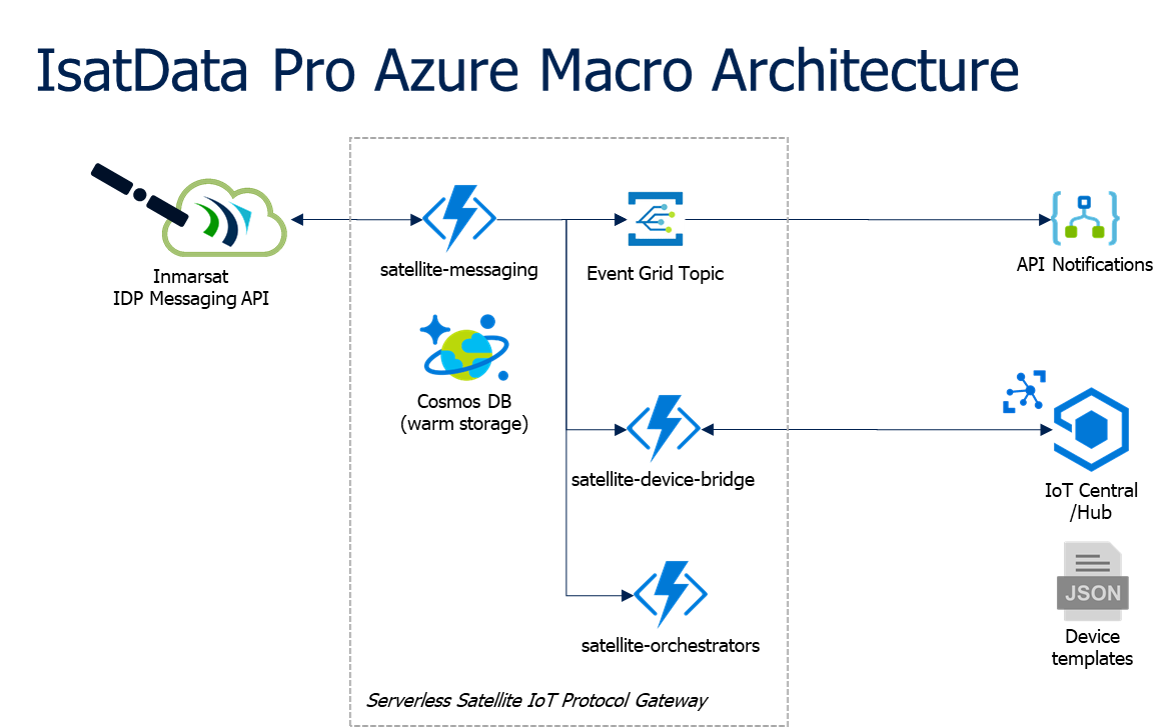 IsatData Pro Azure Macro Architecture
Inmarsat
IDP Messaging API
satellite-messaging
Event Grid Topic
API Notifications
Cosmos DB
(warm storage)
satellite-device-bridge
IoT Central
/Hub
JSON
Device
templates
satellite-orchestrators
Serverless Satellite IoT Protocol Gateway